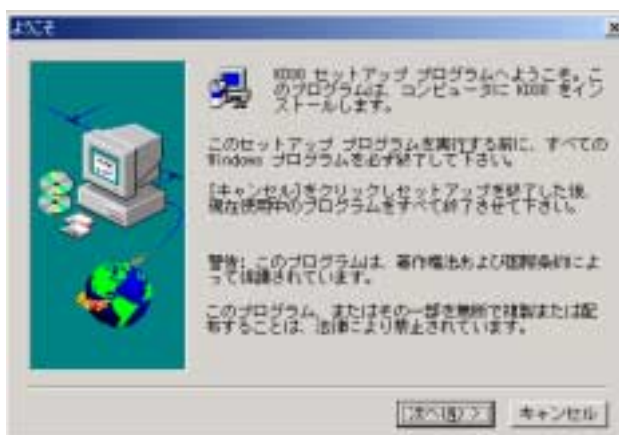 ようこそ
セットアップ プログラムへようこそ。こ
のプログラムは、コンピュータに をイン
ストールします。
このセットアップ プログラムを実行する前に、すべての
Windows プログラムを必ず終了して下さい。
[キャンセル]をクリックしセットアップを終了した後、
現在使用中のプログラムをすべて終了させて下さい。
警告: このプログラムは、著作権法および国際条約によ
って保護されています。
このプログラム、またはその一部を無断で複製または配
布することは、法律により禁止されています。
次へ(N) >
キャンセル